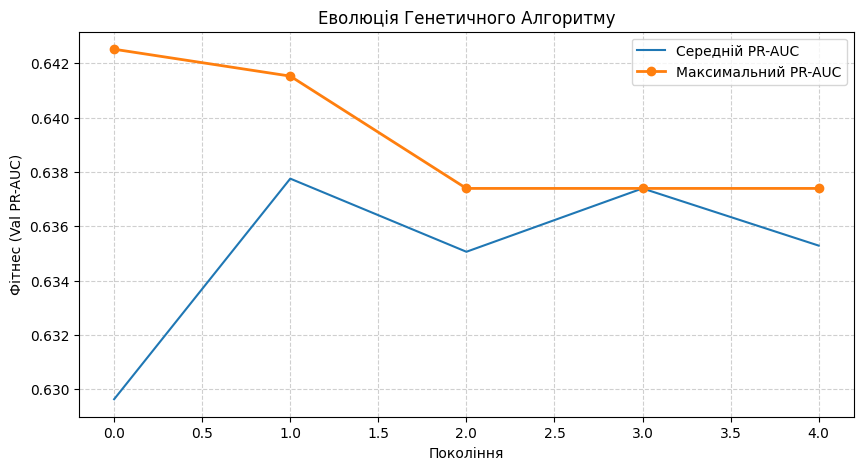 Еволюція Генетичного Алгоритму
Середній PR-AUC
Максимальний PR-AUC
Фітнес (Val PR-AUC)
0.642
0.640
0.638
0.636
0.634
0.632
0.630
0.0 0.5 1.0 1.5 2.0 2.5 3.0 3.5 4.0
Покоління